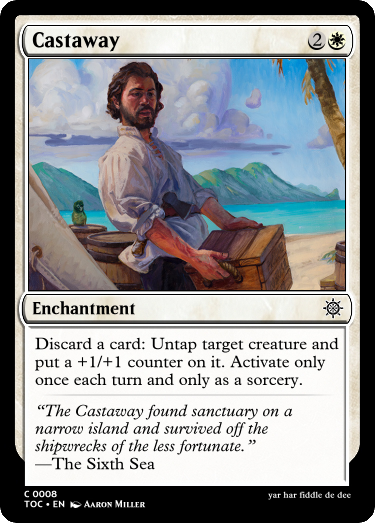 Castaway 2
Enchantment
Discard a card: Untap target creature and
put a +1/+1 counter on it. Activate only
once each turn and only as a sorcery.
“The Castaway found sanctuary on a
narrow island and survived off the
shipwrecks of the less fortunate.”
—The Sixth Sea
C 0008
TOC • EN AARON MILLER
yar har fiddle de dee